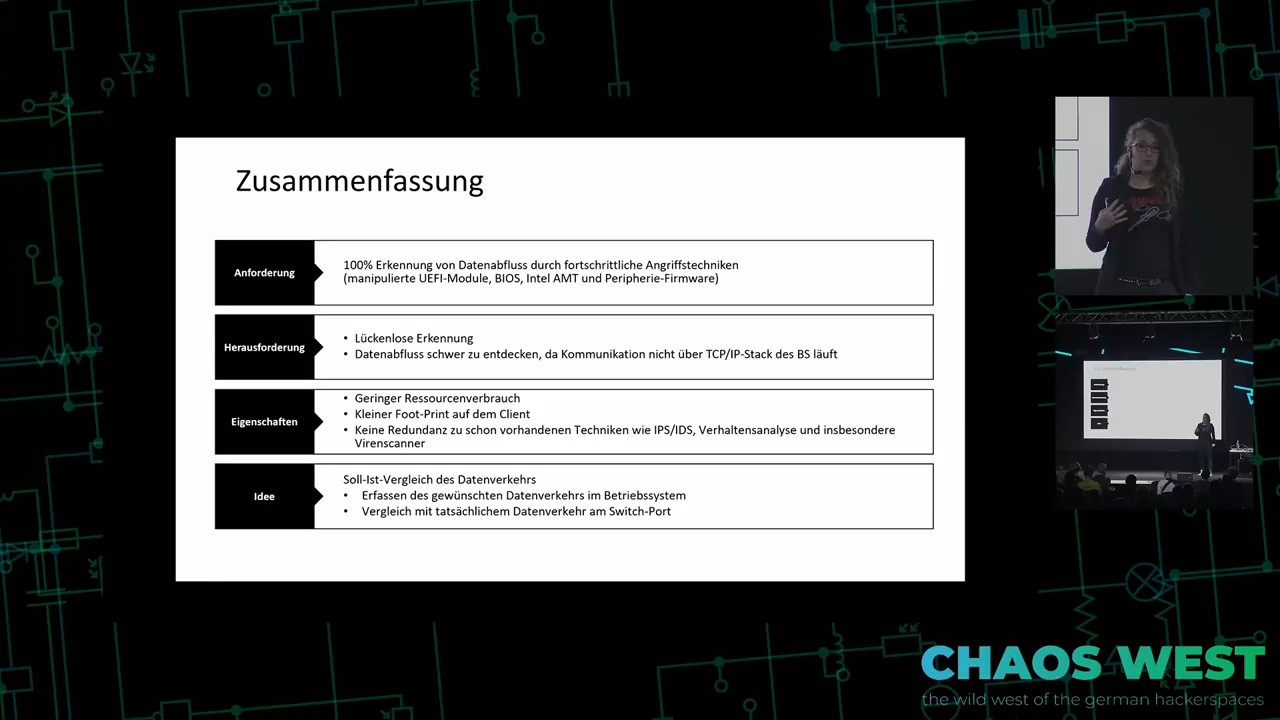 Zusammenfassung
Anforderung
100% Erkennung von Datenabfluss durch fortschrittliche Angriffstechniken
(manipulierte UEFI-Module, BIOS, Intel AMT und Peripherie-Firmware)
Herausforderung
• Lückenlose Erkennung
• Datenabfluss schwer zu entdecken, da Kommunikation nicht über TCP/IP-Stack des BS läuft
Eigenschaften
• Geringer Ressourcenverbrauch
• Kleiner Foot-Print auf dem Client
• Keine Redundanz zu schon vorhandenen Techniken wie IPS/IDS, Verhaltensanalyse und insbesondere
Virenscanner
Idee
Soll-Ist-Vergleich des Datenverkehrs
• Erfassen des gewünschten Datenverkehrs im Betriebssystem
• Vergleich mit tatsächlichem Datenverkehr am Switch-Port
CHAOS WEST
the wild west of the german hackerspaces